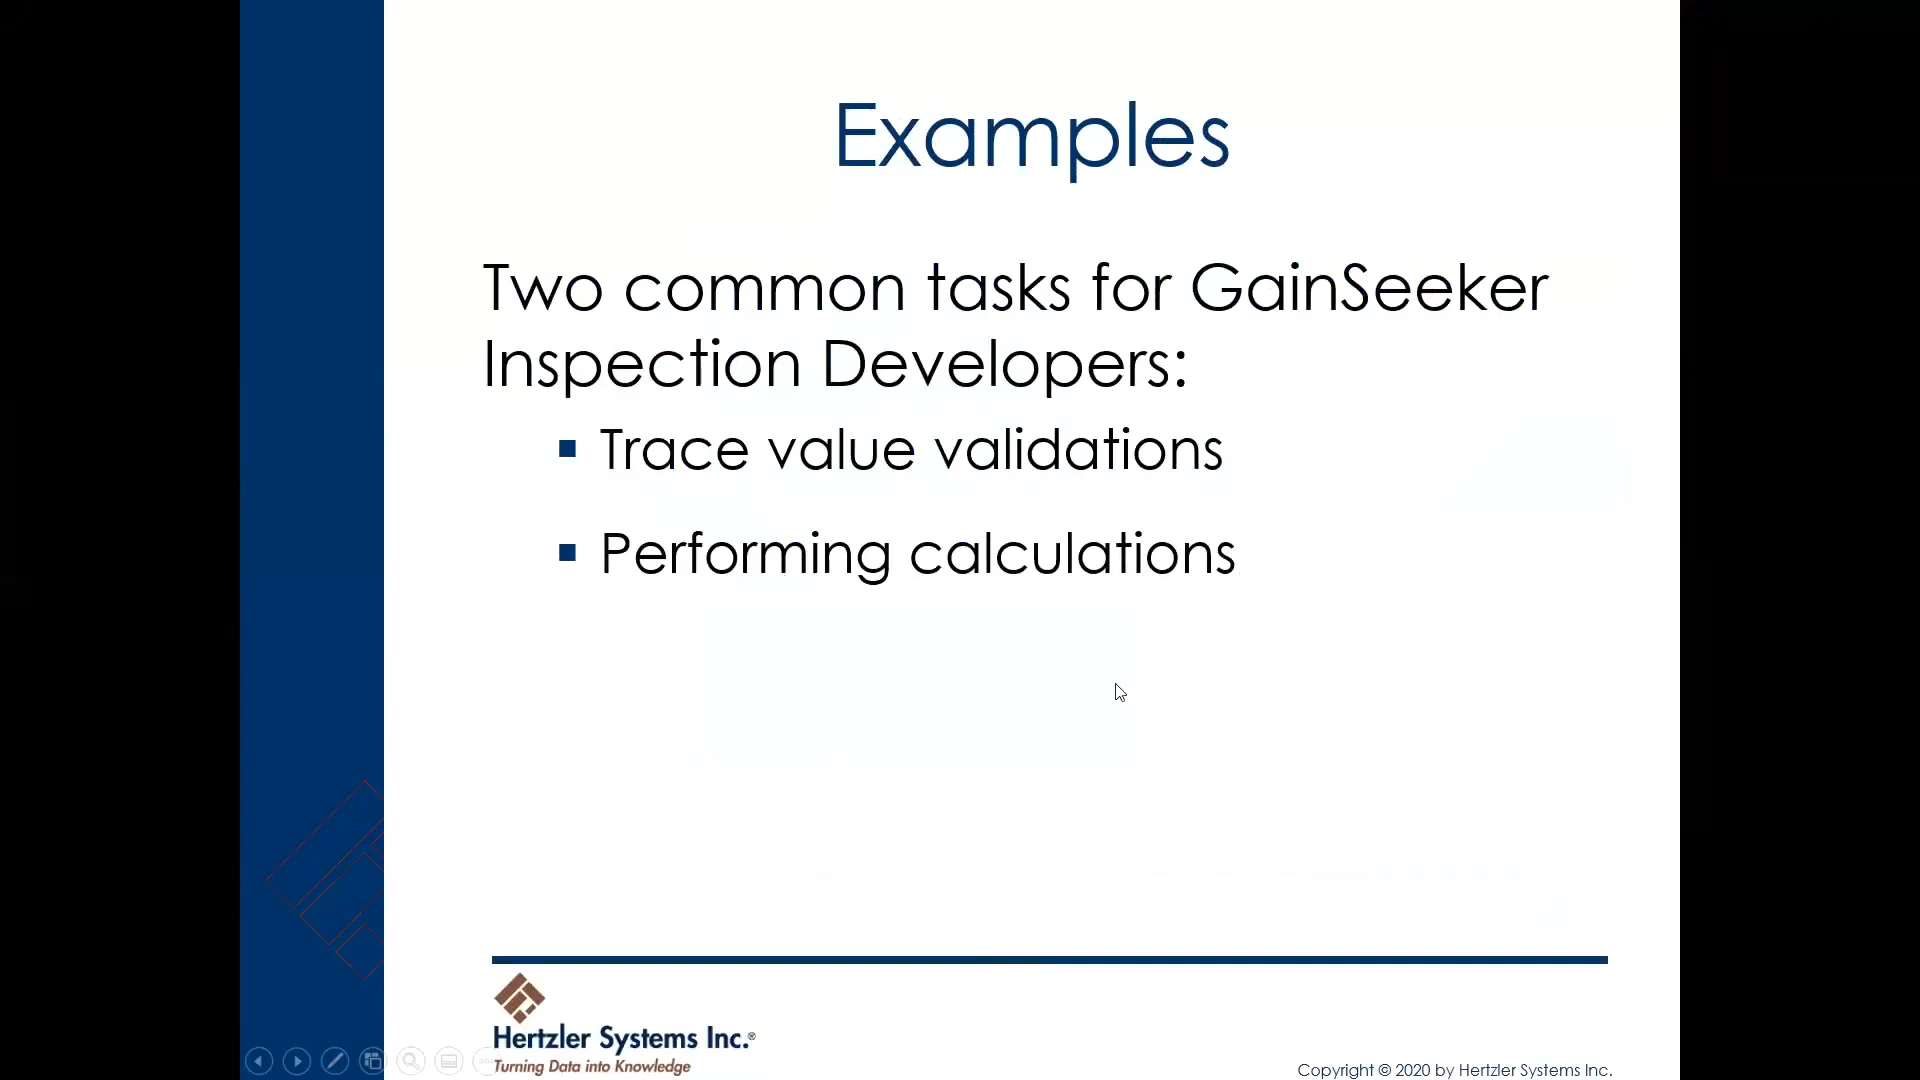 Examples
Two common tasks for GainSeeker
Inspection Developers:
▪ Trace value validations
▪ Performing calculations
Hertzler Systems Inc.®
Turning Data into Knowledge
Copyright © 2020 by Hertzler Systems Inc.